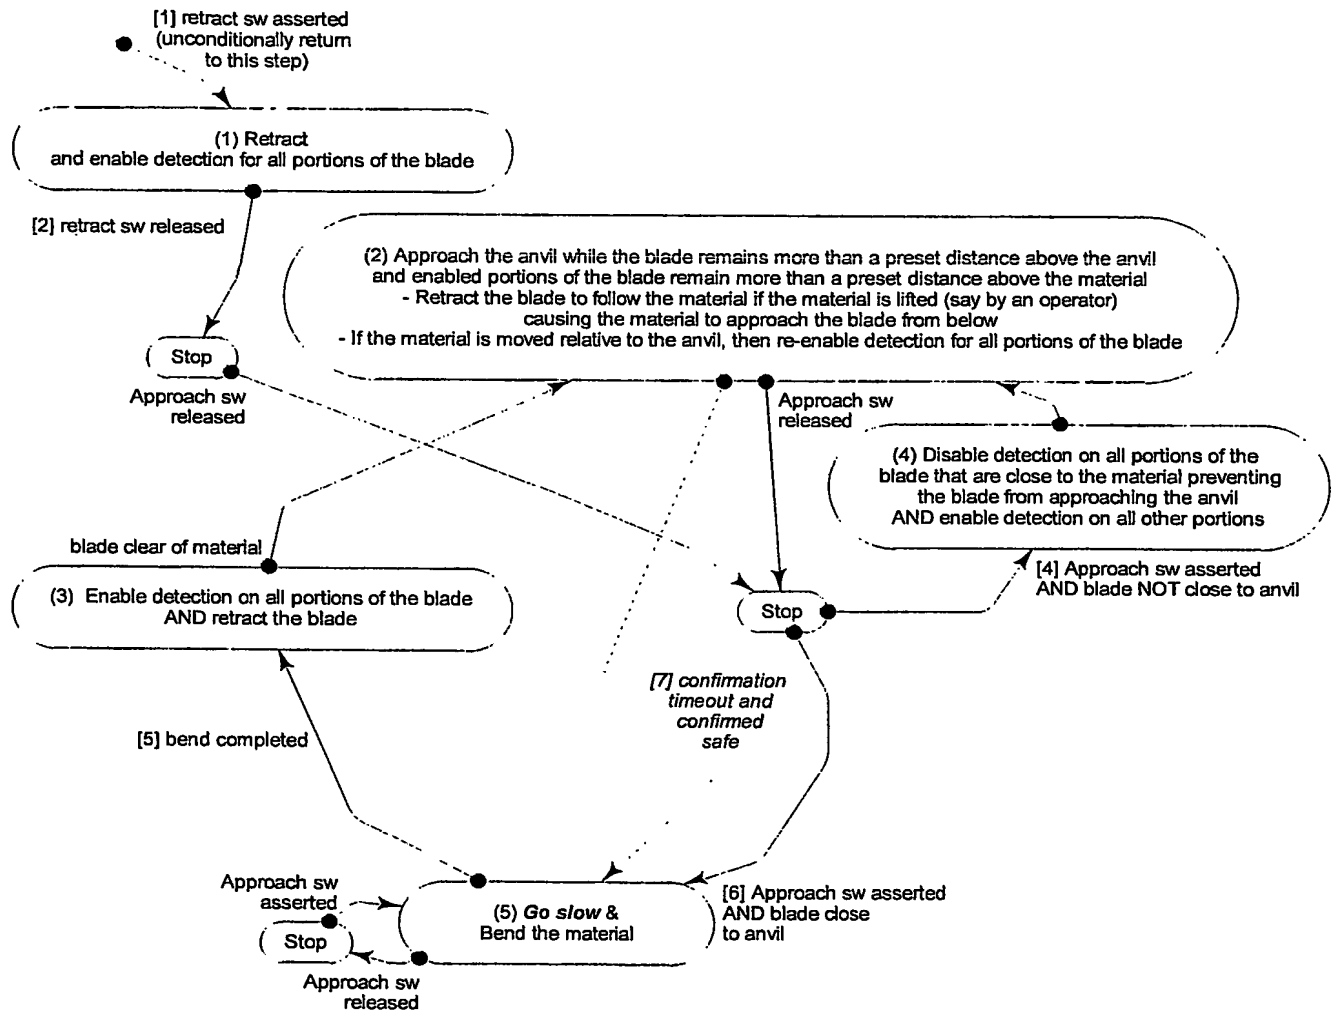 [1] retract sw asserted
(unconditionally return
to this step)
(1) Retract
and enable detection for all portions of the blade
[2] retract sw released
(2) Approach the anvil while the blade remains more than a preset distance above the anvil
and enabled portions of the blade remain more than a preset distance above the material
- Retract the blade to follow the material if the material is lifted (say by an operator)
causing the material to approach the blade from below
- If the material is moved relative to the anvil, then re-enable detection for all portions of the blade
Stop
Approach sw
released
Approach sw
released
(4) Disable detection on all portions of the
blade that are close to the material preventing
the blade from approaching the anvil
AND enable detection on all other portions
blade clear of material
(3) Enable detection on all portions of the blade
AND retract the blade
[4] Approach sw asserted
AND blade NOT close to anvil
Stop
[7] confirmation
timeout and
confirmed
safe
[5] bend completed
Approach sw
asserted
(5) Go slow &
Bend the material
[6] Approach sw asserted
AND blade close
to anvil
Stop
Approach sw
released